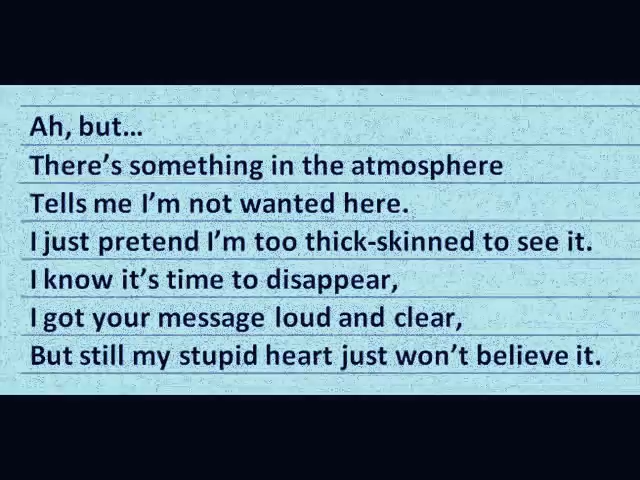 Ah, but…
There’s something in the atmosphere
Tells me I’m not wanted here.
I just pretend I’m too thick-skinned to see it.
I know it’s time to disappear,
I got your message loud and clear,
But still my stupid heart just won’t believe it.